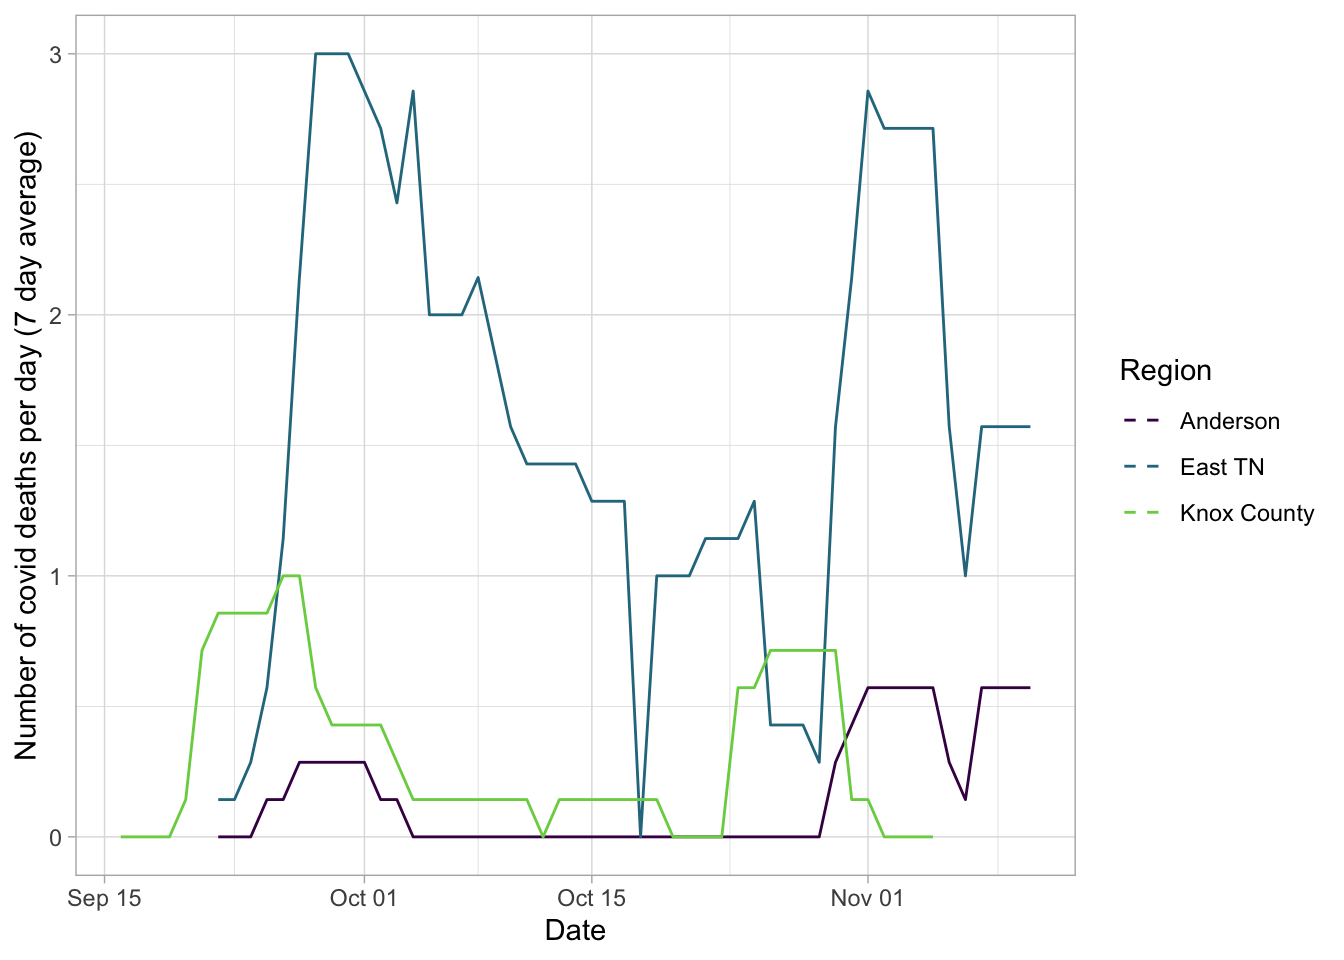 Number of covid deaths per day (7 day average)
3
2
1
0
Sep 15
Oct 01
Oct 15
Nov 01
Date
Region
Anderson
East TN
Knox County